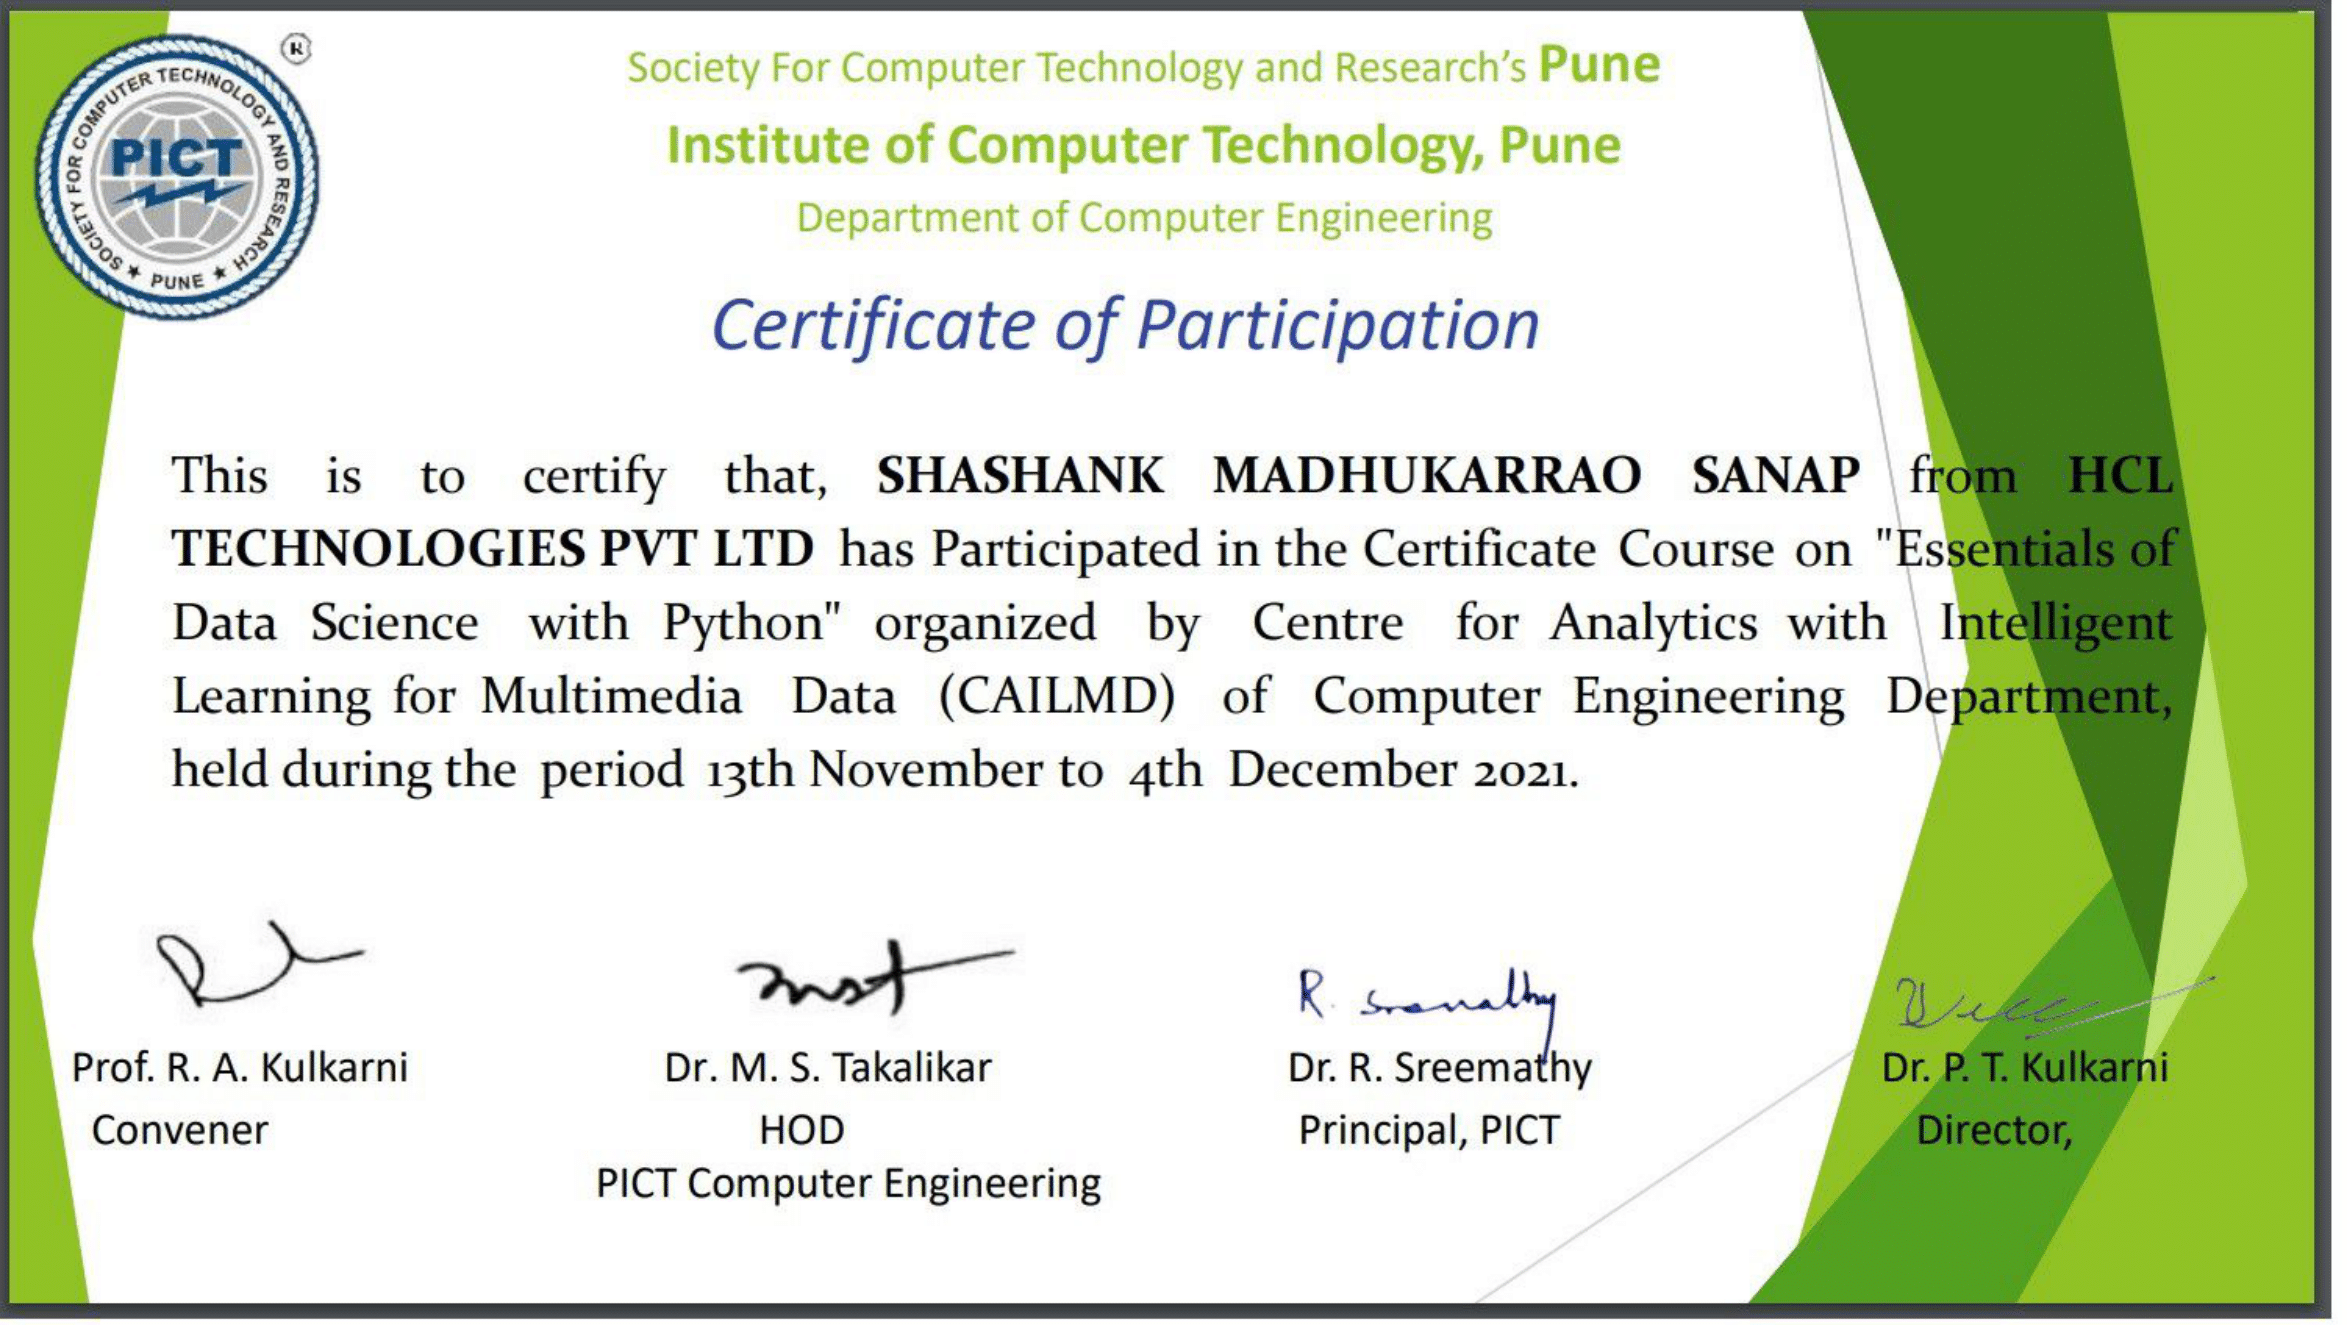 SOCIETY FOR COMPUTER TECHNOLOGY AND RESEARCH
★ PUNE ★
PICT
®
Society For Computer Technology and Research's Pune
Institute of Computer Technology, Pune
Department of Computer Engineering
Certificate of Participation
This is to certify that, SHASHANK MADHUKARRAO SANAP from HCL
TECHNOLOGIES PVT LTD has Participated in the Certificate Course on "Essentials of
Data Science with Python" organized by Centre for Analytics with Intelligent
Learning for Multimedia Data (CAILMD) of Computer Engineering Department,
held during the period 13th November to 4th December 2021.
R. Sreemathy
Prof. R. A. Kulkarni
Convener
Dr. M. S. Takalikar
HOD
PICT Computer Engineering
Dr. R. Sreemathy
Principal, PICT
Dr. P. T. Kulkarni
Director,